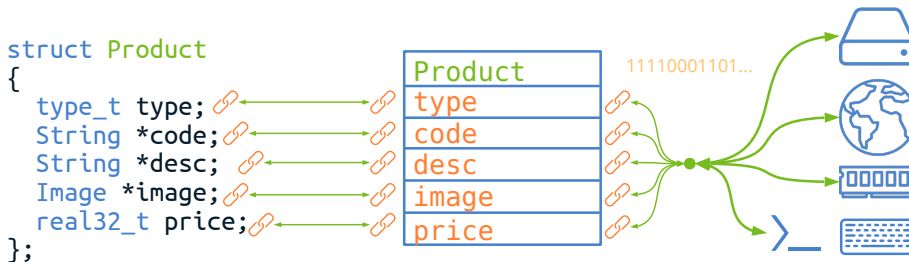 struct Product
{
type_t type;
String *code;
String *desc;
Image *image;
real32_t price;
};
Product
type
code
desc
image
price
11110001101...
>_